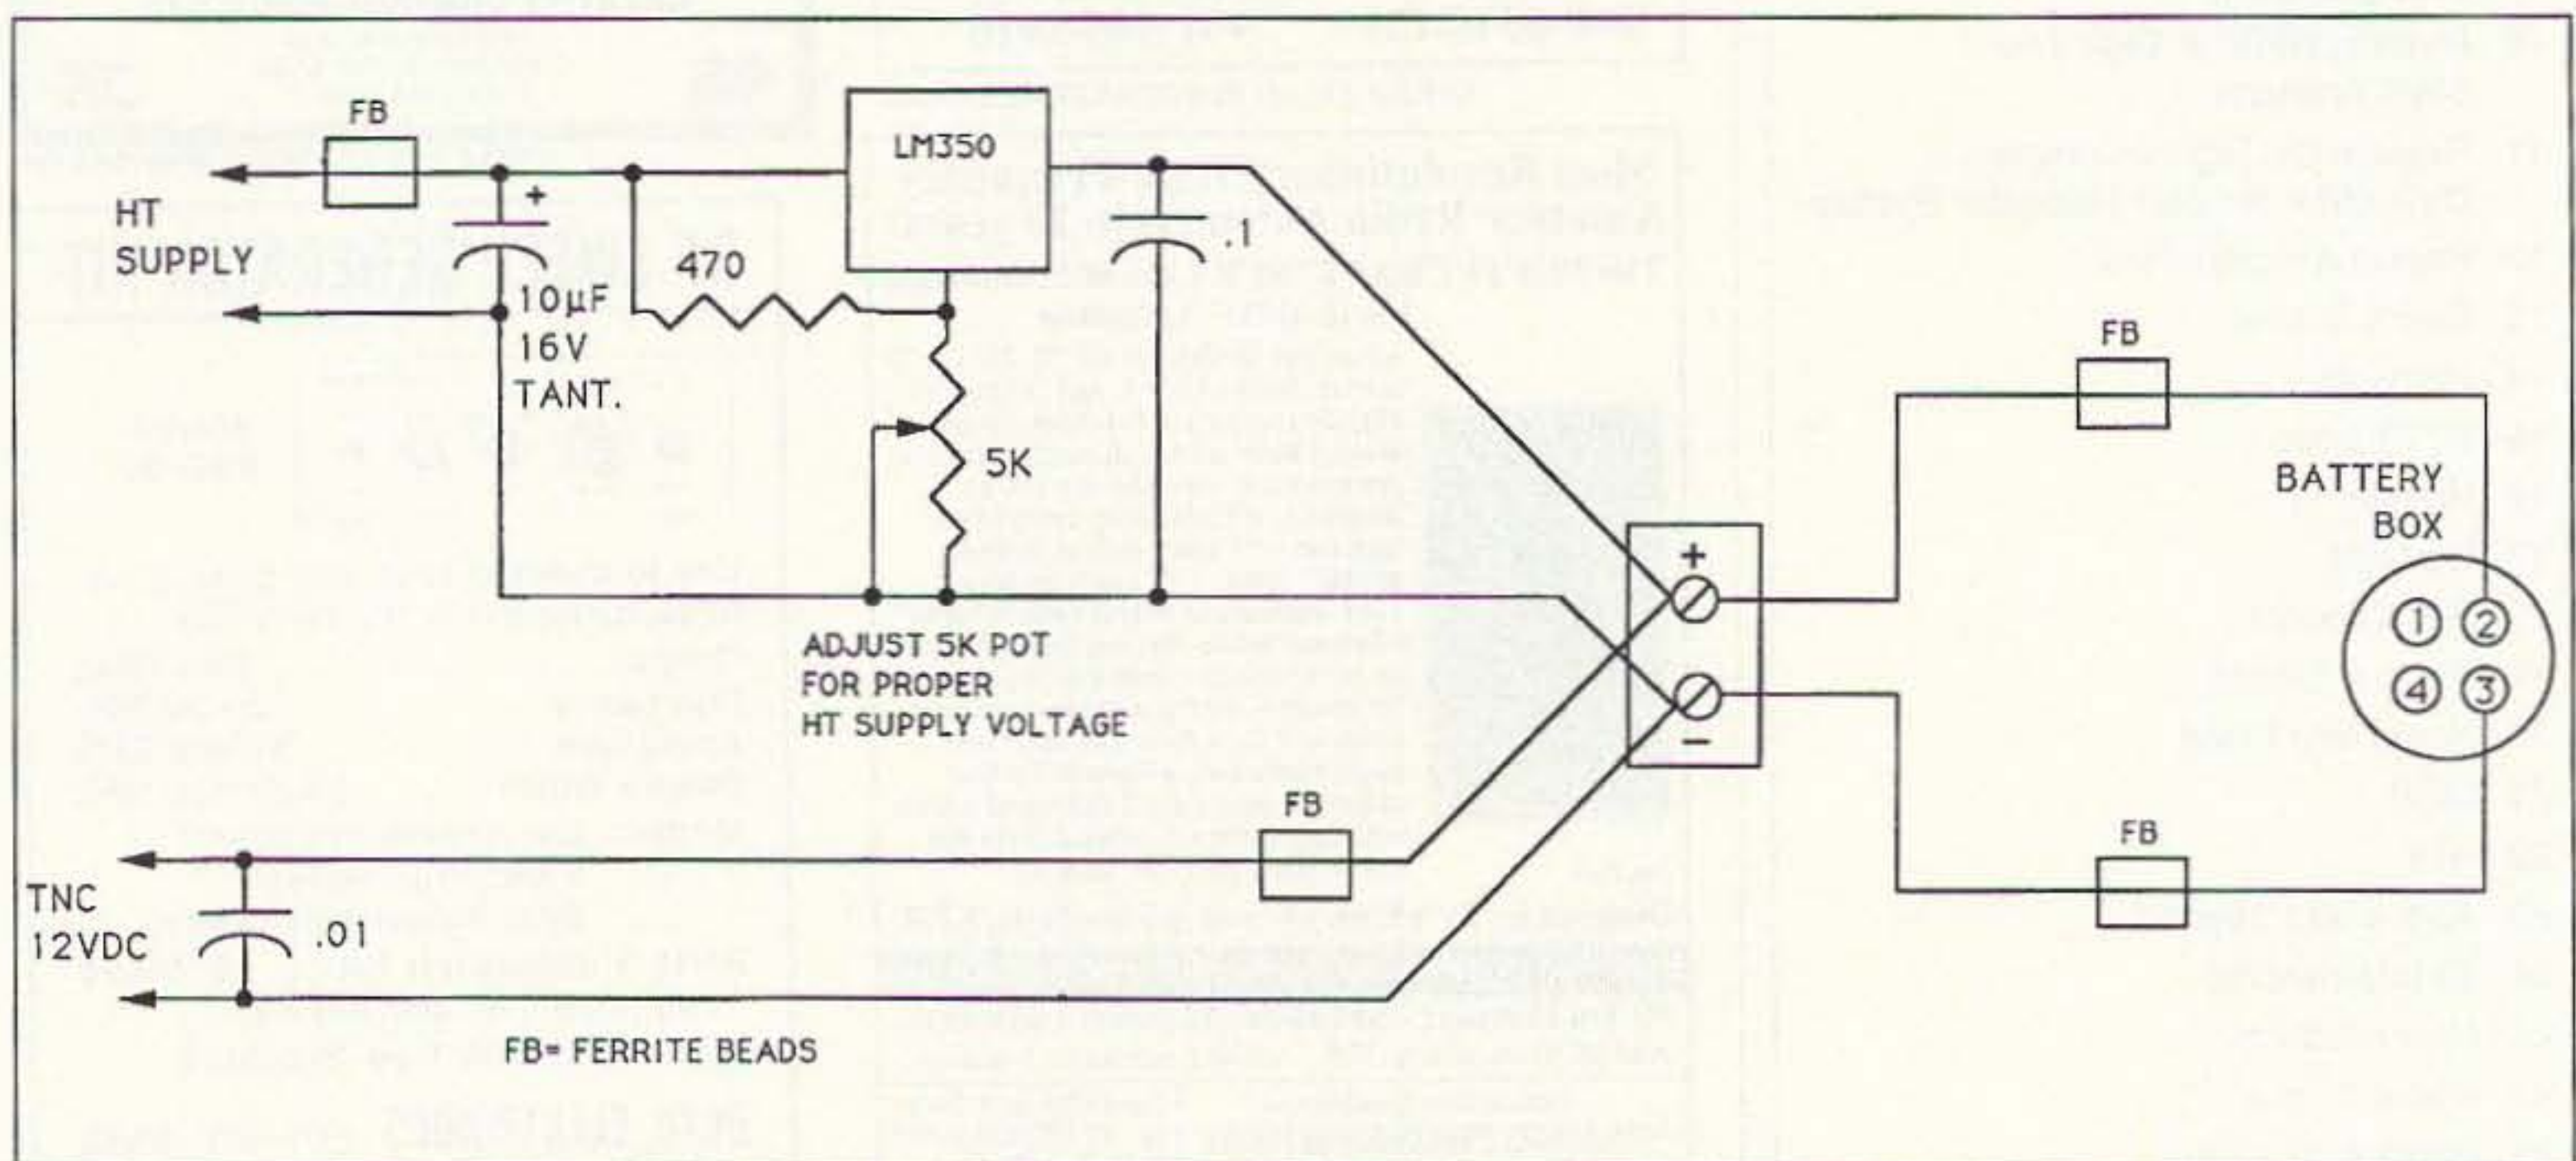 FB
LM350
HT
SUPPLY
+
10µF
16V
TANT.
470
.1
5K
ADJUST 5K POT
FOR PROPER
HT SUPPLY VOLTAGE
+
−
FB
BATTERY
BOX
1 2
4 3
FB
FB
TNC
12VDC
.01
FB= FERRITE BEADS